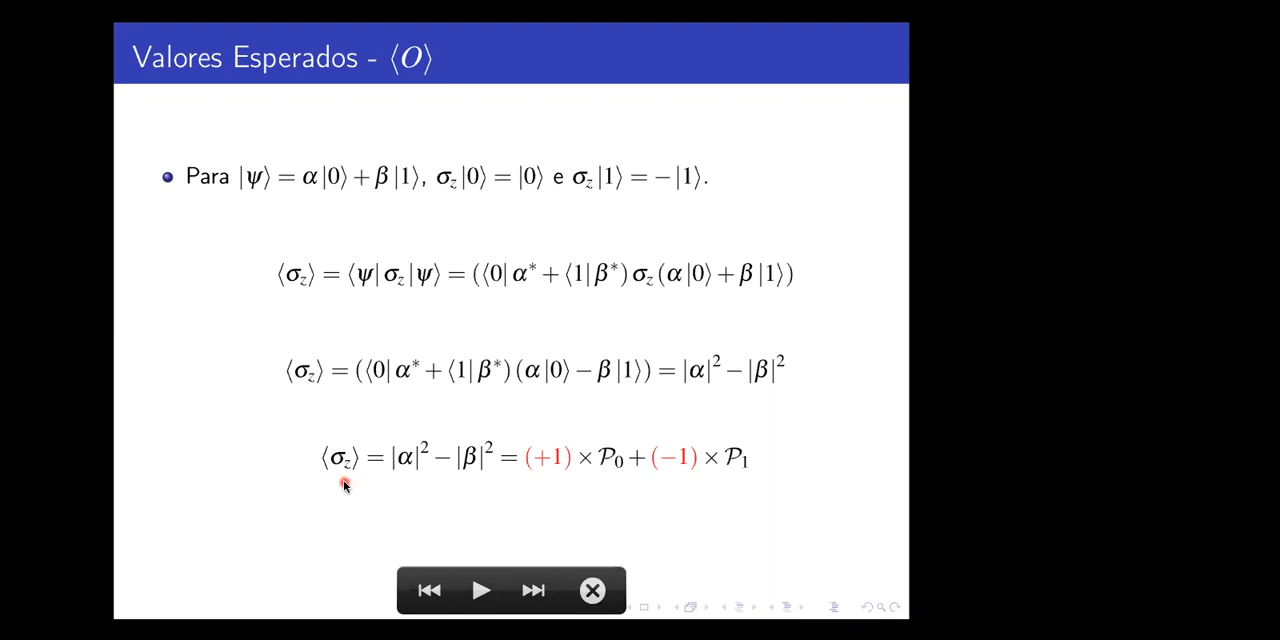 Valores Esperados - ⟨O⟩
Para |ψ⟩ = α|0⟩ + β|1⟩, σ_z|0⟩ = |0⟩ e σ_z|1⟩ = −|1⟩.
⟨σ_z⟩ = ⟨ψ|σ_z|ψ⟩ = (⟨0|α* + ⟨1|β*) σ_z (α|0⟩ + β|1⟩)
⟨σ_z⟩ = (⟨0|α* + ⟨1|β*) (α|0⟩ − β|1⟩) = |α|² − |β|²
⟨σ_z⟩ = |α|² − |β|² = (+1) × 𝒫₀ + (−1) × 𝒫₁